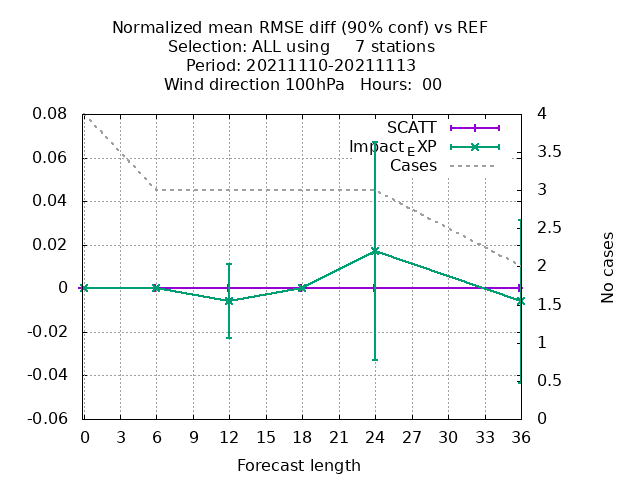 Normalized mean RMSE diff (90% conf) vs REF
Selection: ALL using     7 stations
Period: 20211110-20211113
Wind direction 100hPa   Hours:  00
SCATT
Impact_EXP
Cases
0.08
0.06
0.04
0.02
0
-0.02
-0.04
-0.06
4
3.5
3
2.5
2
1.5
1
0.5
0
No cases
0 3 6 9 12 15 18 21 24 27 30 33 36
Forecast length